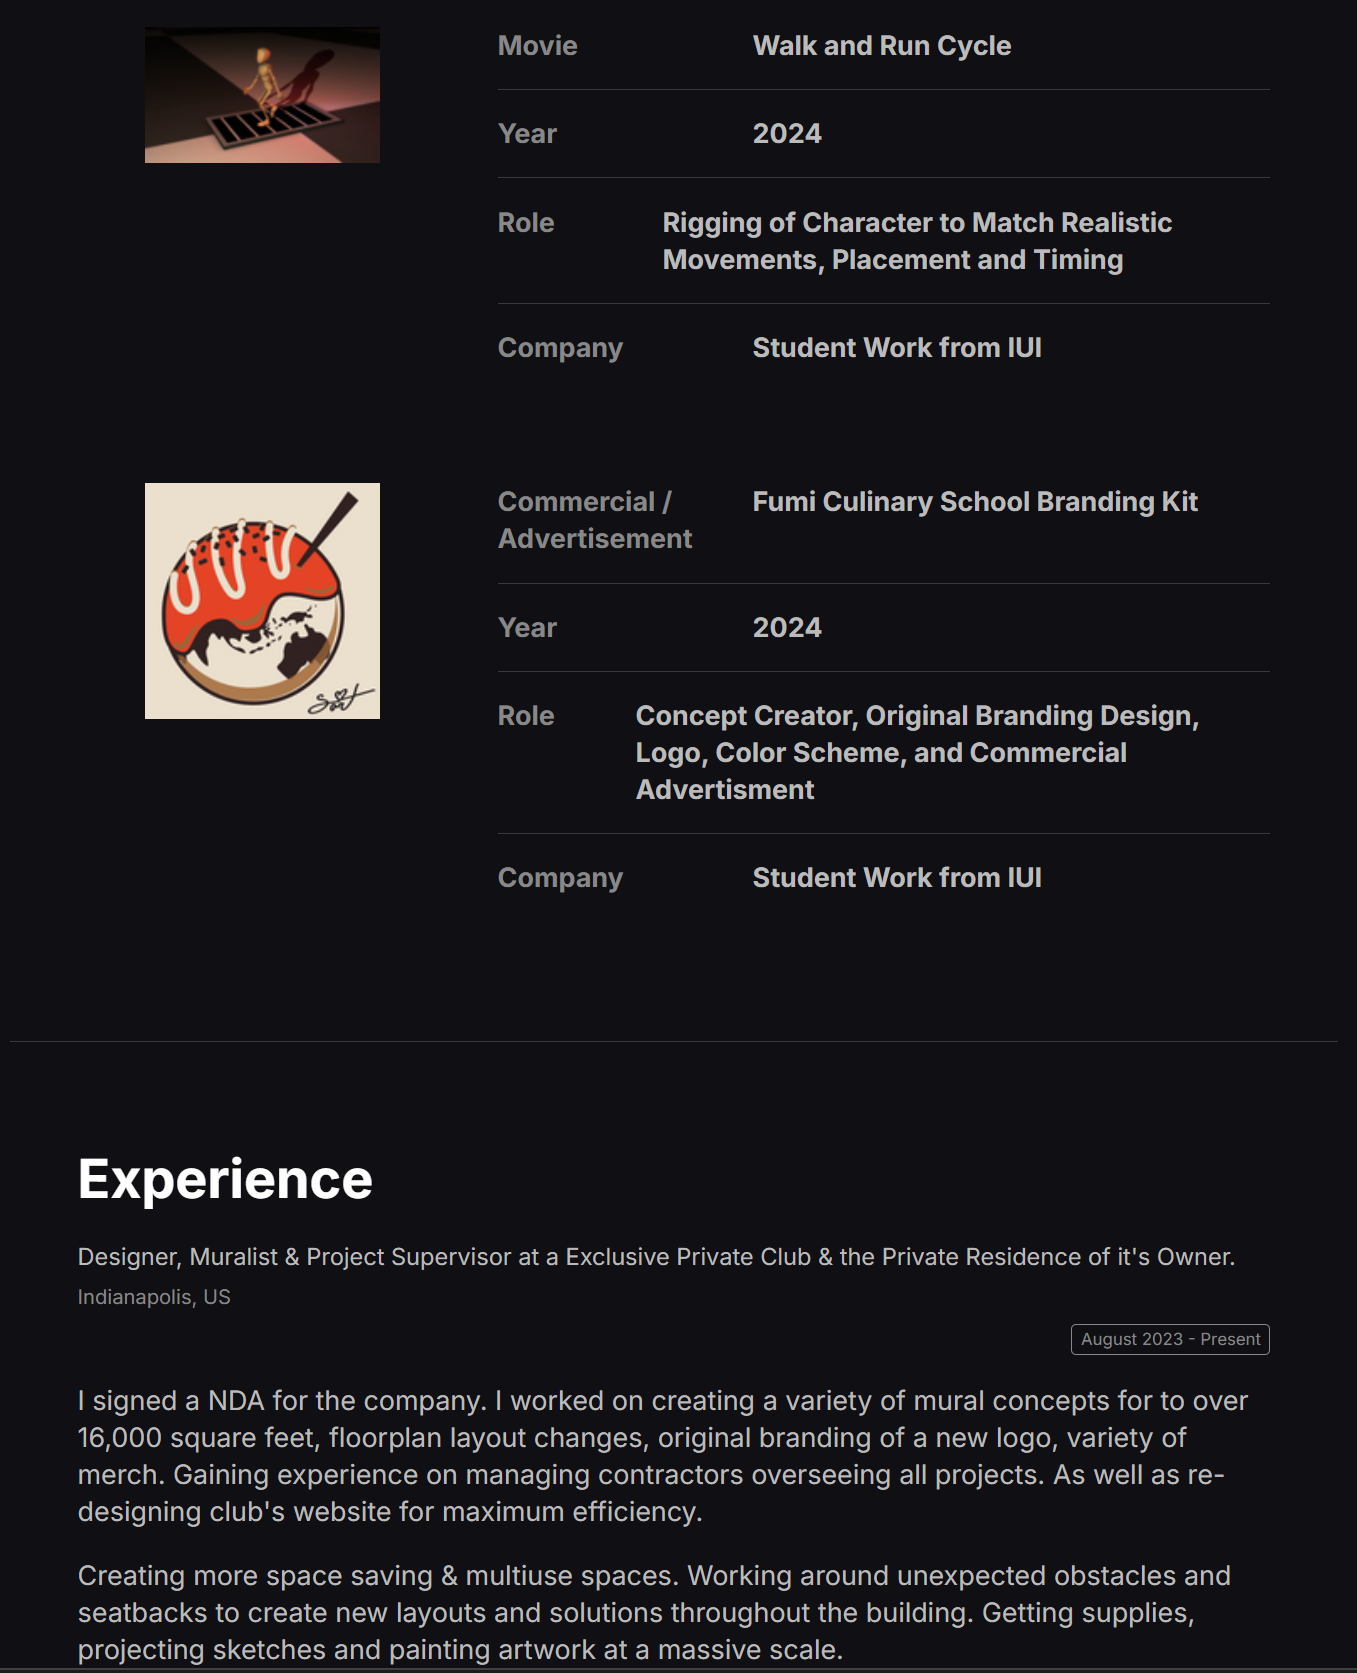 Movie
Walk and Run Cycle
Year
2024
Role
Rigging of Character to Match Realistic
Movements, Placement and Timing
Company
Student Work from IUI
Commercial /
Advertisement
Fumi Culinary School Branding Kit
Year
2024
Role
Concept Creator, Original Branding Design,
Logo, Color Scheme, and Commercial
Advertisment
Company
Student Work from IUI
Experience
Designer, Muralist & Project Supervisor at a Exclusive Private Club & the Private Residence of it's Owner.
Indianapolis, US
August 2023 - Present
I signed a NDA for the company. I worked on creating a variety of mural concepts for to over
16,000 square feet, floorplan layout changes, original branding of a new logo, variety of
merch. Gaining experience on managing contractors overseeing all projects. As well as re-
designing club's website for maximum efficiency.
Creating more space saving & multiuse spaces. Working around unexpected obstacles and
seatbacks to create new layouts and solutions throughout the building. Getting supplies,
projecting sketches and painting artwork at a massive scale.